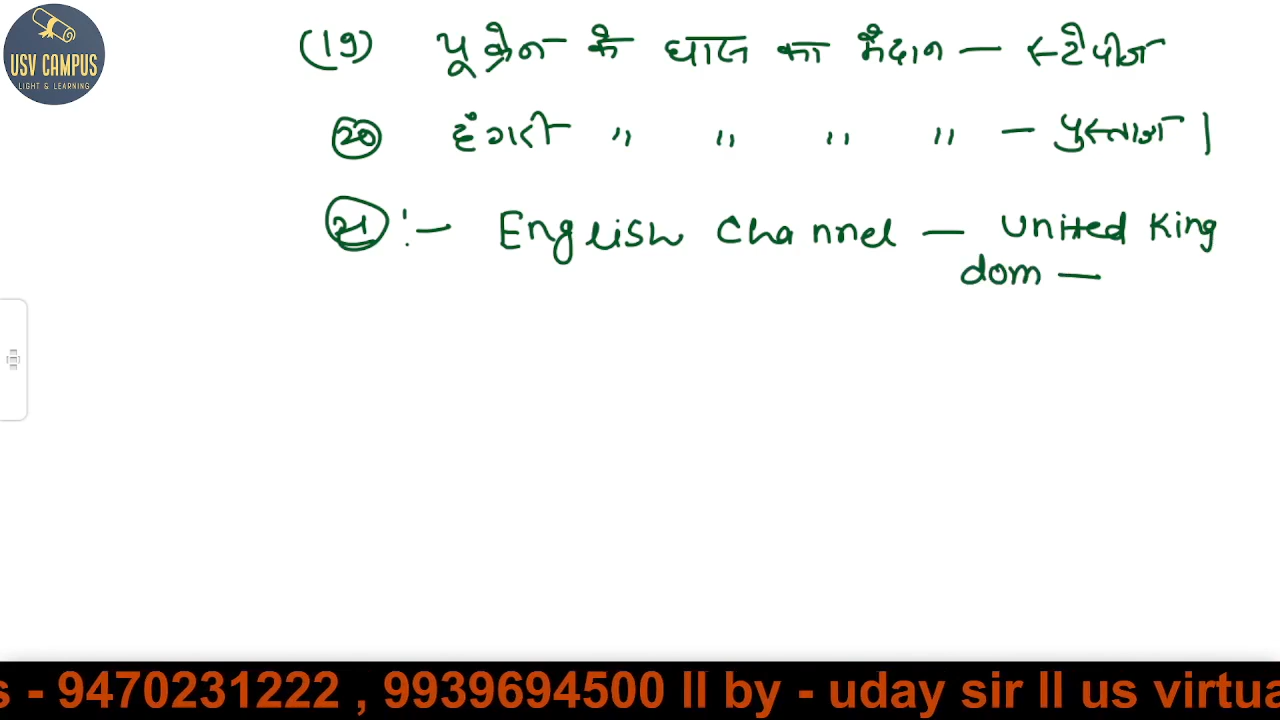 USV CAMPUS
LIGHT & LEARNING
(19) यूक्रेन के घास का मैदान — स्टेपीज
(20) हंगरी " " " " — पुस्ताज |
(21) :- English Channel — United King
dom —
s - 9470231222 , 9939694500 ll by - uday sir ll us virtua